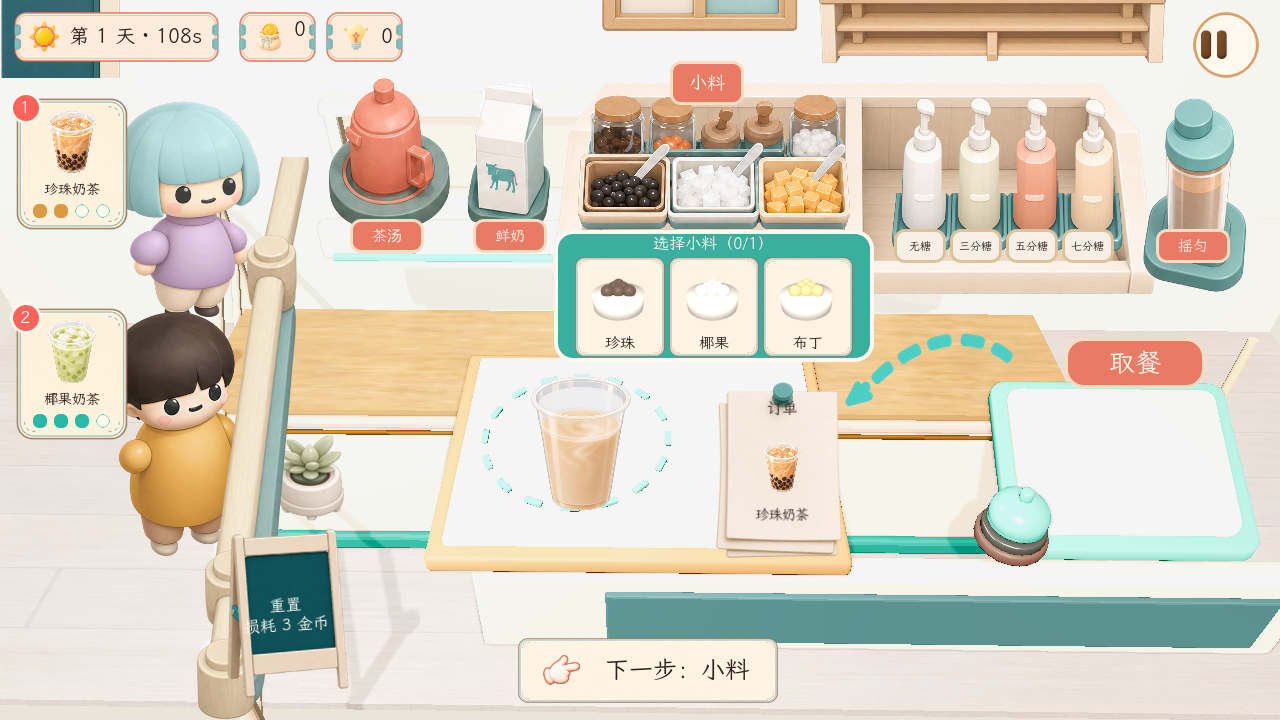 第 1 天·108s
0
0
小料
1
珍珠奶茶
2
椰果奶茶
茶汤
鲜奶
无糖
三分糖
五分糖
七分糖
摇匀
选择小料 (0/1)
珍珠
椰果
布丁
取餐
订单
珍珠奶茶
重置
损耗 3 金币
下一步: 小料